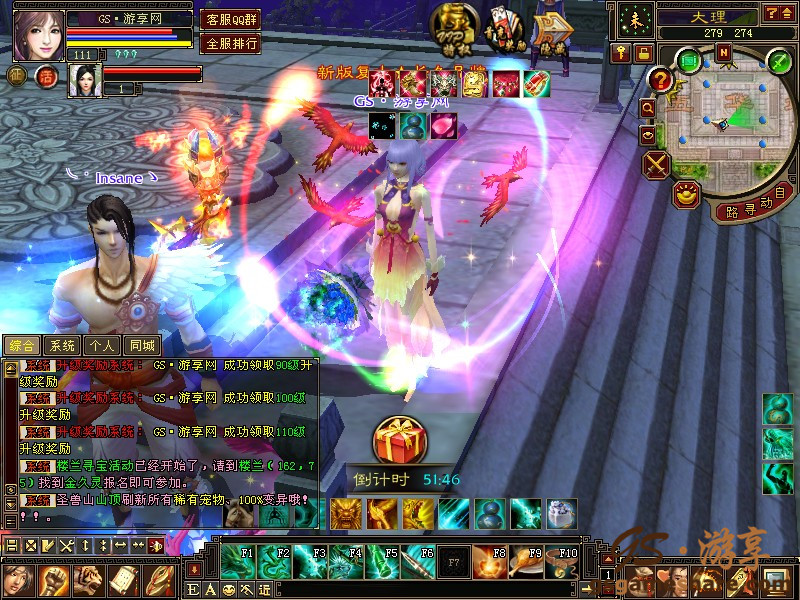 GS·游享网
111
1
客服QQ群
全服排行
征
活
VIP
新版复
GS·游享网
未
大理
279 274
N
自动寻路
Insane
综合 系统 个人 同城
系统 升级奖励系统: GS·游享网 成功领取90级升
级奖励
系统 升级奖励系统: GS·游享网 成功领取100级
升级奖励
系统 升级奖励系统: GS·游享网 成功领取110级
升级奖励
系统 楼兰寻宝活动已经开始了,请到楼兰(162,7
5)找到金久灵报名即可参加。
系统 圣兽山山顶刷新所有稀有宠物、100%变异哦!
!!。
倒计时 51:46
F1 F2 F3 F4 F5 F6 F7 F8 F9 F10
E A 近
1
GS·游享